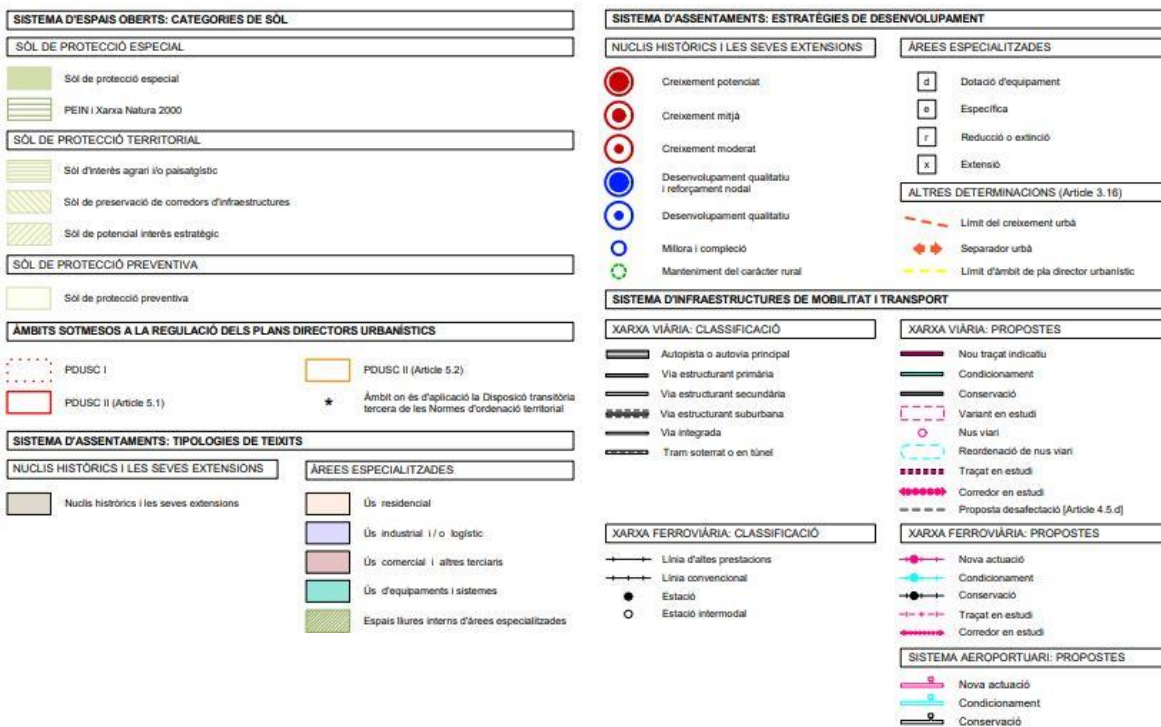 SISTEMA D'ESPAIS OBERTS: CATEGORIES DE SÒL
SÒL DE PROTECCIÓ ESPECIAL
Sòl de protecció especial
PEIN i Xarxa Natura 2000
SÒL DE PROTECCIÓ TERRITORIAL
Sòl d'interès agrari i/o paisatgístic
Sòl de preservació de corredors d'infraestructures
Sòl de potencial interès estratègic
SÒL DE PROTECCIÓ PREVENTIVA
Sòl de protecció preventiva
ÀMBITS SOTMESOS A LA REGULACIÓ DELS PLANS DIRECTORS URBANÍSTICS
PDUSC I
PDUSC II (Article 5.1)
PDUSC II (Article 5.2)
* Àmbit on és d'aplicació la Disposició transitòria
tercera de les Normes d'ordenació territorial
SISTEMA D'ASSENTAMENTS: TIPOLOGIES DE TEIXITS
NUCLIS HISTÒRICS I LES SEVES EXTENSIONS
Nuclis histròrics i les seves extensions
ÀREES ESPECIALITZADES
Ús residencial
Ús industrial i / o logístic
Ús comercial i altres terciaris
Ús d'equipaments i sistemes
Espais lliures interns d'àrees especialitzades
SISTEMA D'ASSENTAMENTS: ESTRATÈGIES DE DESENVOLUPAMENT
NUCLIS HISTÒRICS I LES SEVES EXTENSIONS
Creixement potenciat
Creixement mitjà
Creixement moderat
Desenvolupament qualitatiu
i reforçament nodal
Desenvolupament qualitatiu
Millora i compleció
Manteniment del caràcter rural
ÀREES ESPECIALITZADES
d Dotació d'equipament
e Específica
r Reducció o extinció
x Extensió
ALTRES DETERMINACIONS (Article 3.16)
Límit del creixement urbà
Separador urbà
Límit d'àmbit de pla director urbanístic
SISTEMA D'INFRAESTRUCTURES DE MOBILITAT I TRANSPORT
XARXA VIÀRIA: CLASSIFICACIÓ
Autopista o autovia principal
Via estructurant primària
Via estructurant secundària
Via estructurant suburbana
Via integrada
Tram soterrat o en túnel
XARXA VIÀRIA: PROPOSTES
Nou traçat indicatiu
Condicionament
Conservació
Variant en estudi
Nus viari
Reordenació de nus viari
Traçat en estudi
Corredor en estudi
Proposta desafectació [Article 4.5.d]
XARXA FERROVIÀRIA: CLASSIFICACIÓ
Línia d'altes prestacions
Línia convencional
Estació
Estació intermodal
XARXA FERROVIÀRIA: PROPOSTES
Nova actuació
Condicionament
Conservació
Traçat en estudi
Corredor en estudi
SISTEMA AEROPORTUARI: PROPOSTES
Nova actuació
Condicionament
Conservació